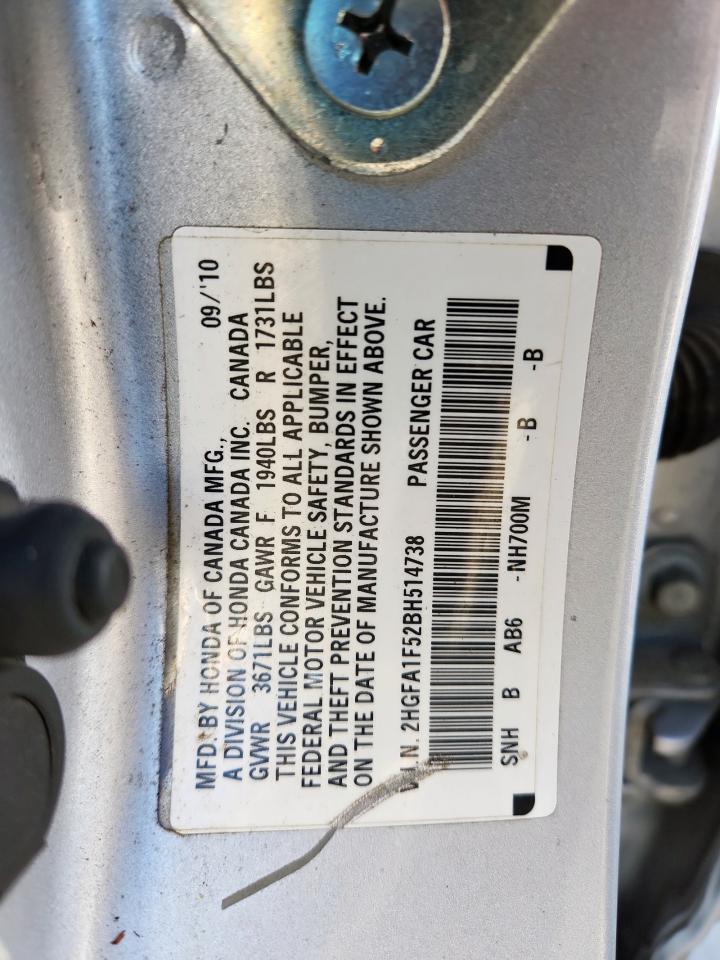 MFD. BY HONDA OF CANADA MFG., 09/'10
A DIVISION OF HONDA CANADA INC. CANADA
GVWR 3671LBS GAWR F 1940LBS R 1731LBS
THIS VEHICLE CONFORMS TO ALL APPLICABLE
FEDERAL MOTOR VEHICLE SAFETY, BUMPER,
AND THEFT PREVENTION STANDARDS IN EFFECT
ON THE DATE OF MANUFACTURE SHOWN ABOVE.
V.I.N. 2HGFA1F52BH514738 PASSENGER CAR
SNH B AB6 -NH700M -B -B